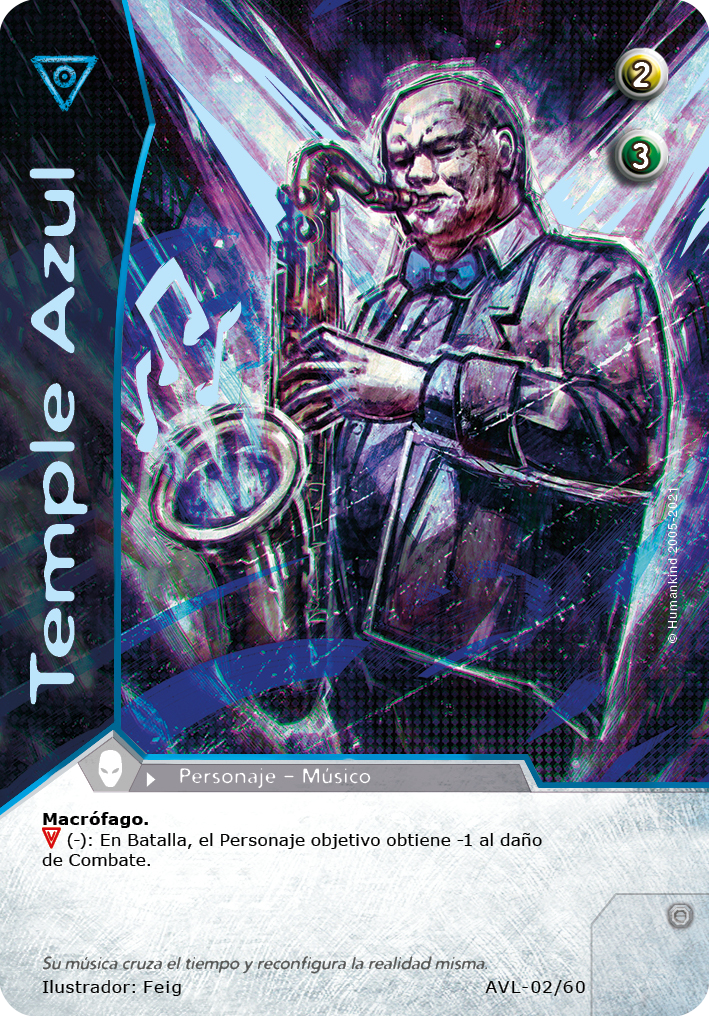 Temple Azul
2
3
© Humankind 2005-2021
Personaje - Músico
Macrófago.
(-): En Batalla, el Personaje objetivo obtiene -1 al daño
de Combate.
Su música cruza el tiempo y reconfigura la realidad misma.
Ilustrador: Feig
AVL-02/60